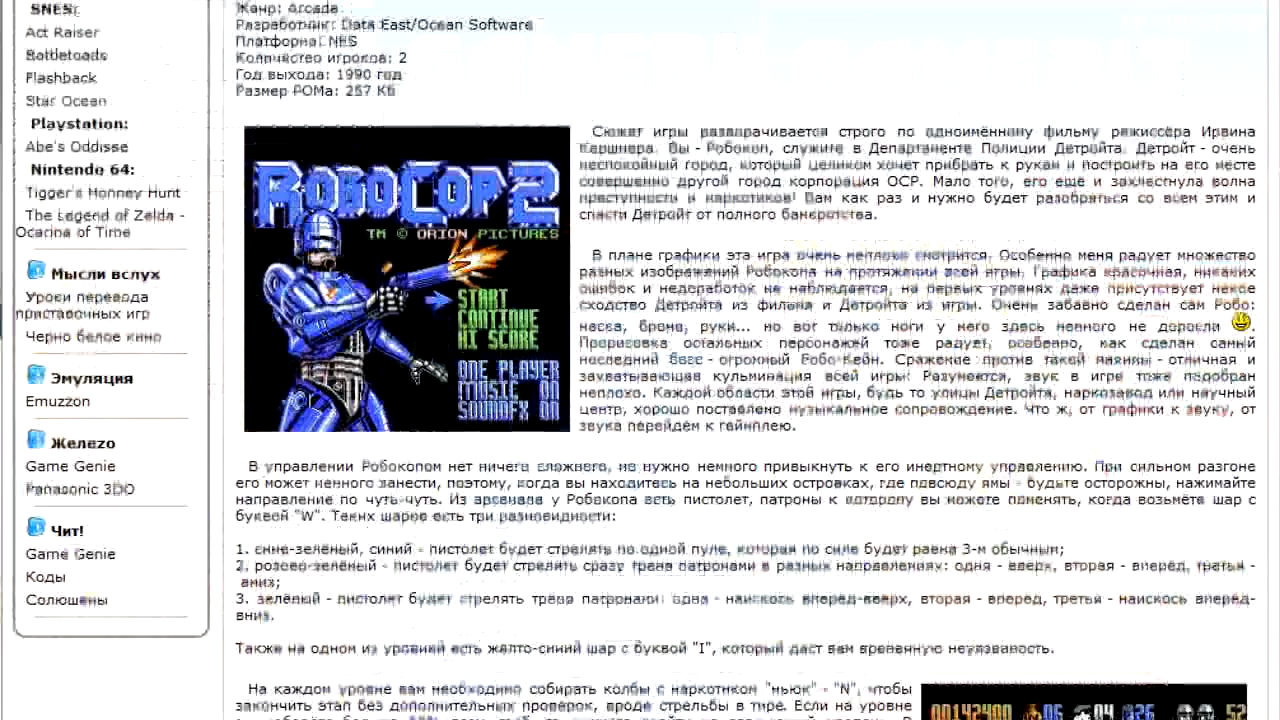 SNES:
Act Raiser
Battletoads
Flashback
Star Ocean
Playstation:
Abe's Oddisse
Nintendo 64:
Tigger's Honney Hunt
The Legend of Zelda -
Ocarina of Time
Мысли вслух
Уроки перевода
приставочных игр
Черно белое кино
Эмуляция
Emuzzon
Железо
Game Genie
Panasonic 3DO
Чит!
Game Genie
Коды
Солюшены
Жанр: Arcada
Разработчик: Data East/Ocean Software
Платформа: NES
Количество игроков: 2
Год выхода: 1990 год
Размер РОМа: 257 Кб
ROBOCOP 2
TM © ORION PICTURES
START
CONTINUE
HI SCORE
ONE PLAYER
MUSIC ON
SOUNDFX ON
Сюжет игры разворачивается строго по одноимённому фильму режиссёра Ирвина
Кершнера. Вы - Робокоп, служите в Департаменте Полиции Детройта. Детройт - очень
неспокойный город, который целиком хочет прибрать к рукам и построить на его месте
совершенно другой город корпорация ОСР. Мало того, его еще и захлестнула волна
преступности и наркотиков! Вам как раз и нужно будет разобраться со всем этим и
спасти Детройт от полного банкротства.
В плане графики эта игра очень неплохо смотрится. Особенно меня радует множество
разных изображений Робокопа на протяжении всей игры. Графика красочная, никаких
ошибок и недоработок не наблюдается, на первых уровнях даже присутствует некое
сходство Детройта из фильма и Детройта из игры. Очень забавно сделан сам Робо:
маска, броня, руки... но вот только ноги у него здесь немного не доросли
Прорисовка остальных персонажей тоже радует, особенно, как сделан самый
последний босс - огромный Робо-Кейн. Сражение против такой махины - отличная и
захватывающая кульминация всей игры! Разумеется, звук в игре тоже подобран
неплохо. Каждой области этой игры, будь то улицы Детройта, наркозавод или научный
центр, хорошо поставлено музыкальное сопровождение. Что ж, от графики к звуку, от
звука перейдём к геймплею.
В управлении Робокопом нет ничего сложного, но нужно немного привыкнуть к его инертному управлению. При сильном разгоне
его может немного занести, поэтому, когда вы находитесь на небольших островках, где повсюду ямы - будьте осторожны, нажимайте
направление по чуть-чуть. Из арсенала у Робокопа есть пистолет, патроны к которому вы можете поменять, когда возьмёте шар с
буквой "W". Таких шаров есть три разновидности:
1. сине-зелёный, синий - пистолет будет стрелять по одной пуле, которая по силе будет равна 3-м обычным;
2. розово-зелёный - пистолет будет стрелять сразу тремя патронами в разных направлениях: одна - вверх, вторая - вперёд, третья -
вниз;
3. зелёный - пистолет будет стрелять тремя патронами: одна - наискось вперёд-вверх, вторая - вперед, третья - наискось вперёд-
вниз.
Также на одном из уровней есть желто-синий шар с буквой "I", который даст вам временную неуязвимость.
На каждом уровне вам необходимо собирать колбы с наркотиком "ньюк" - "N", чтобы
закончить этап без дополнительных проверок, вроде стрельбы в тире. Если на уровне
00142400 06 04 026 52